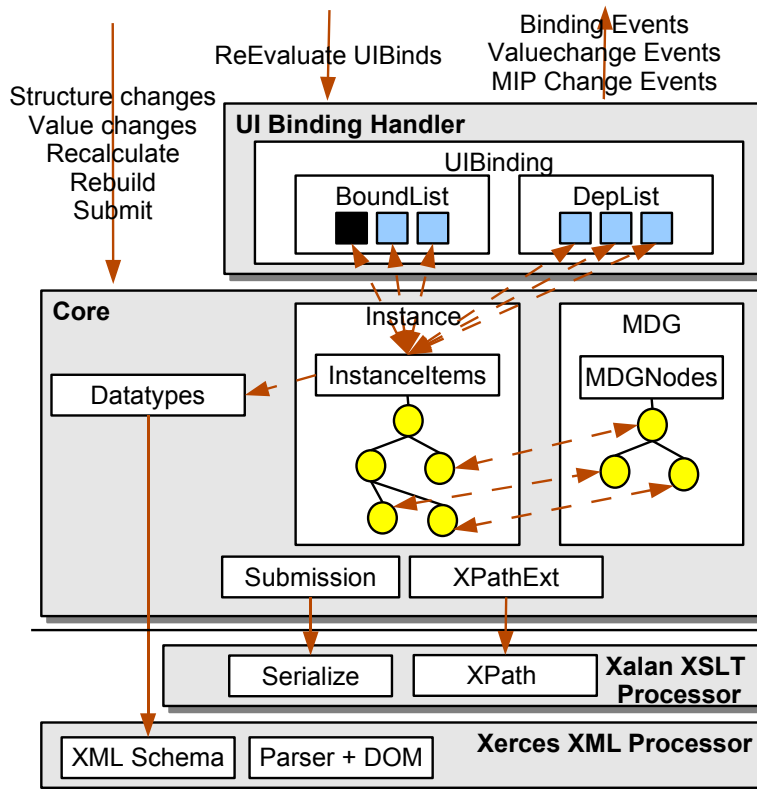 Binding Events
Valuechange Events
MIP Change Events
ReEvaluate UIBinds
Structure changes
Value changes
Recalculate
Rebuild
Submit
UI Binding Handler
UIBinding
BoundList
DepList
Core
Instance
MDG
InstanceItems
MDGNodes
Datatypes
Submission
XPathExt
Serialize
XPath
Xalan XSLT
Processor
Xerces XML Processor
XML Schema
Parser + DOM